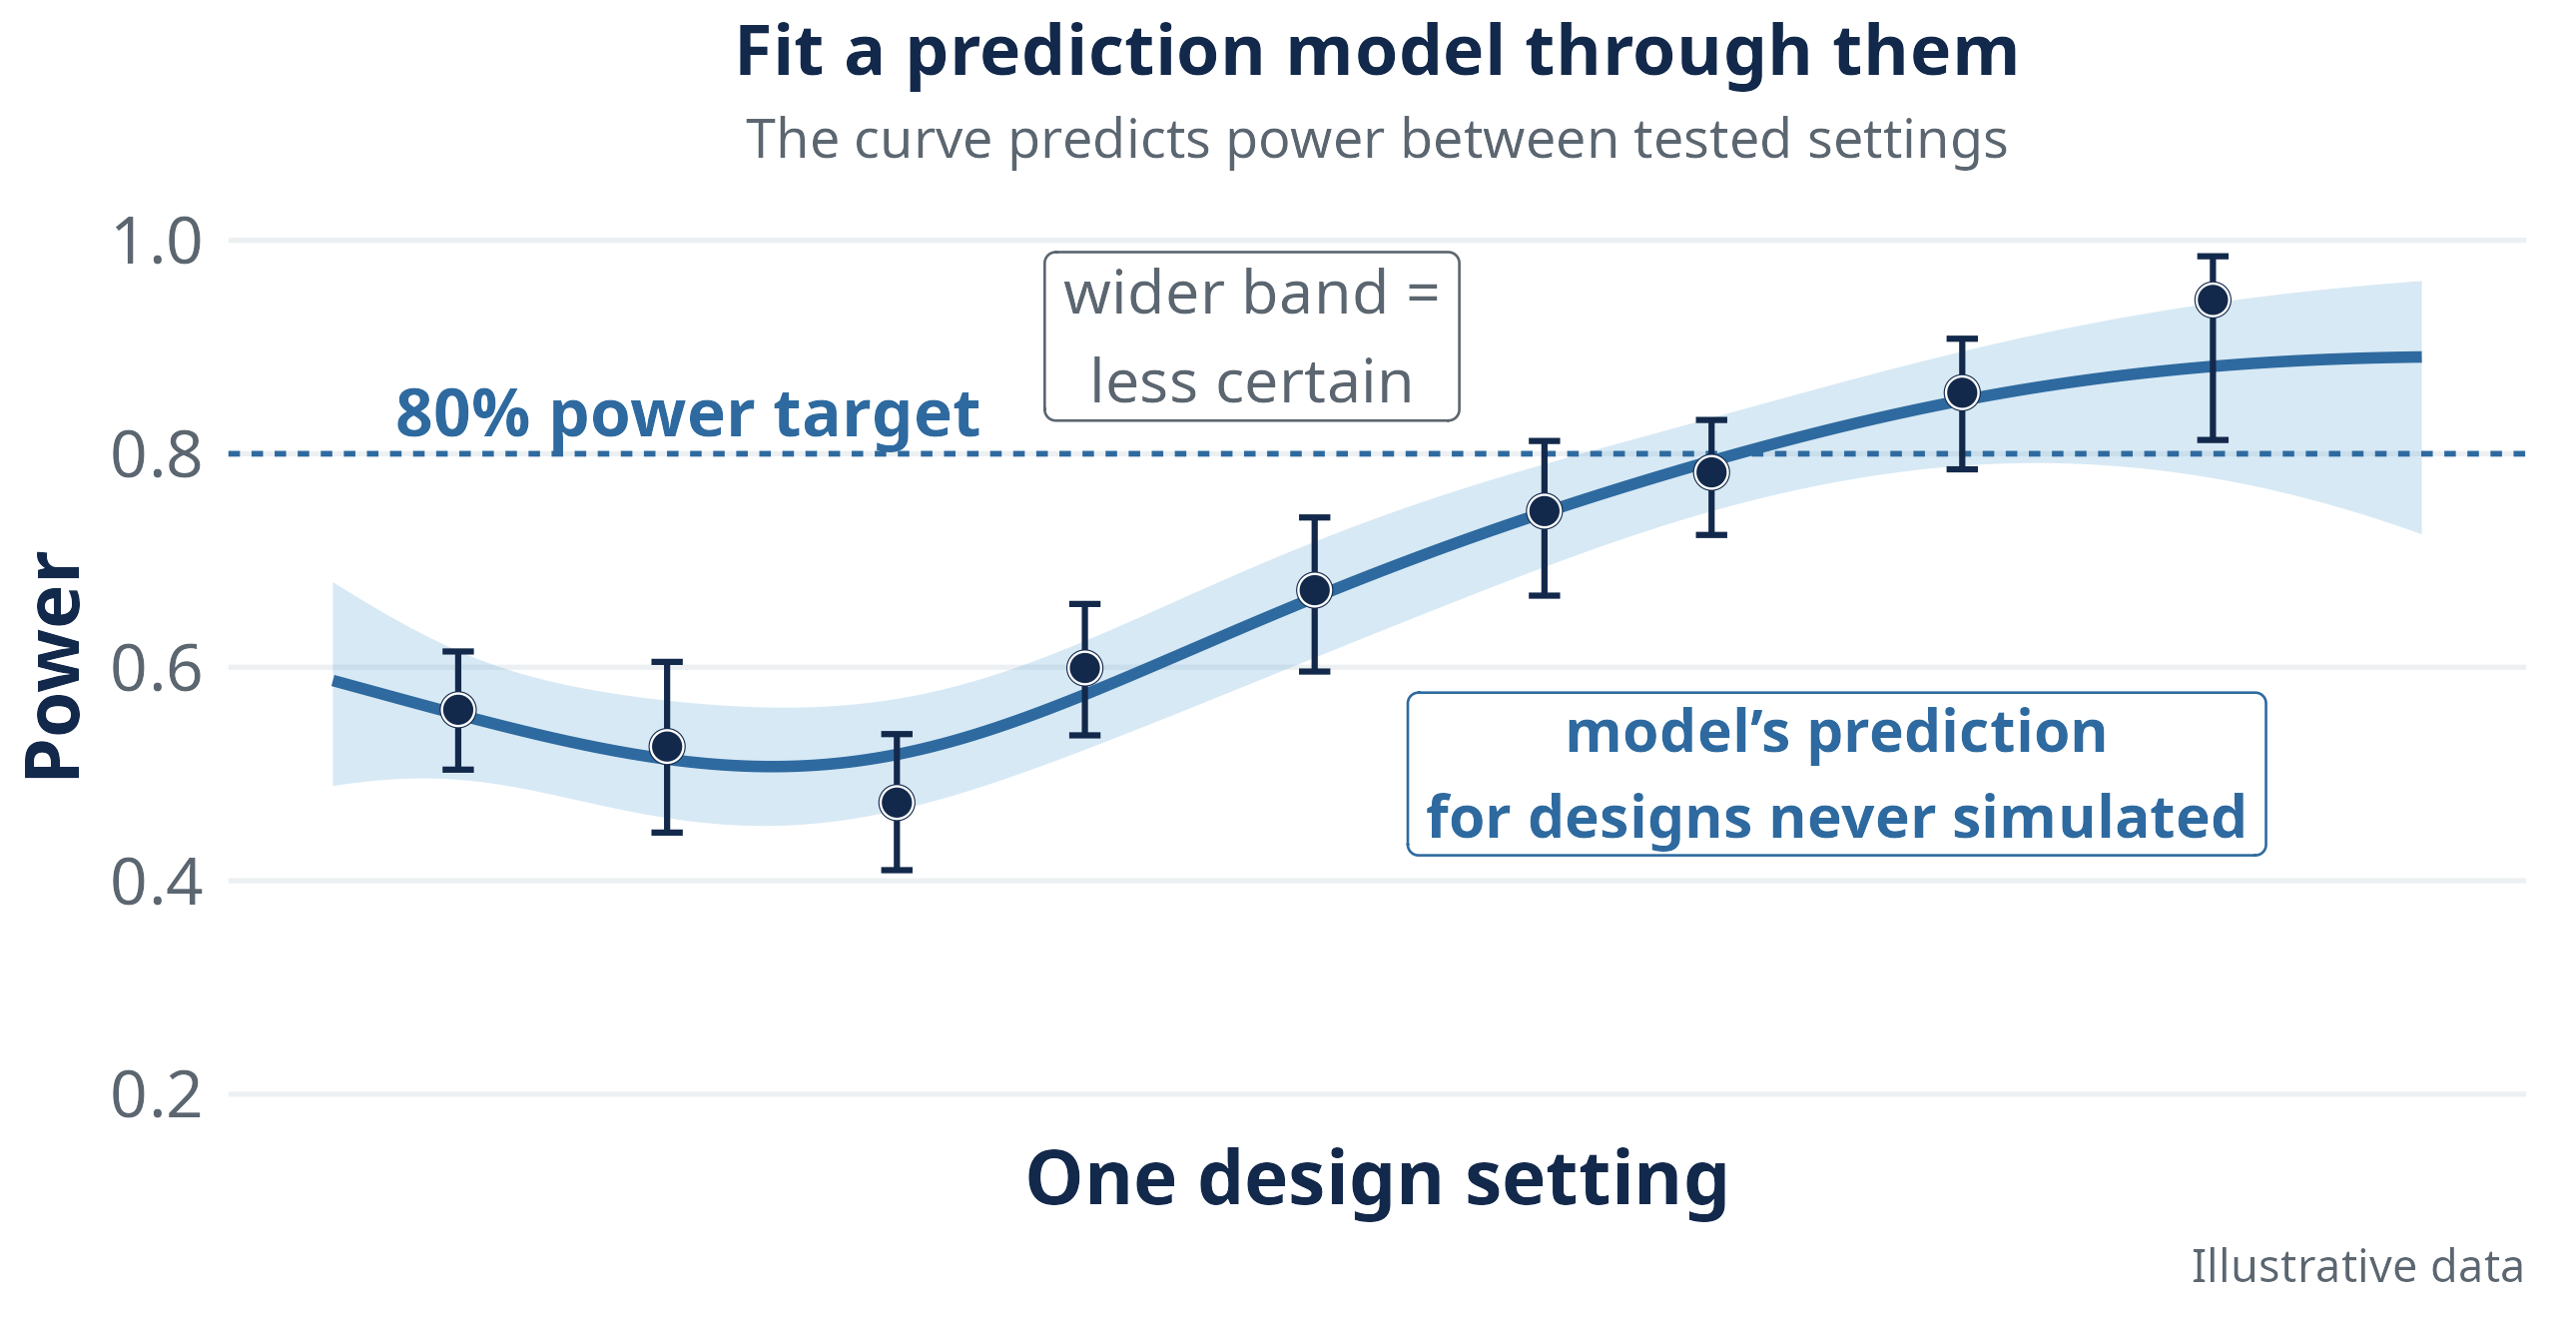 Fit a prediction model through them
The curve predicts power between tested settings
1.0
wider band =
less certain
80% power target
0.8
Power
0.6
model’s prediction
for designs never simulated
0.4
0.2
One design setting
Illustrative data